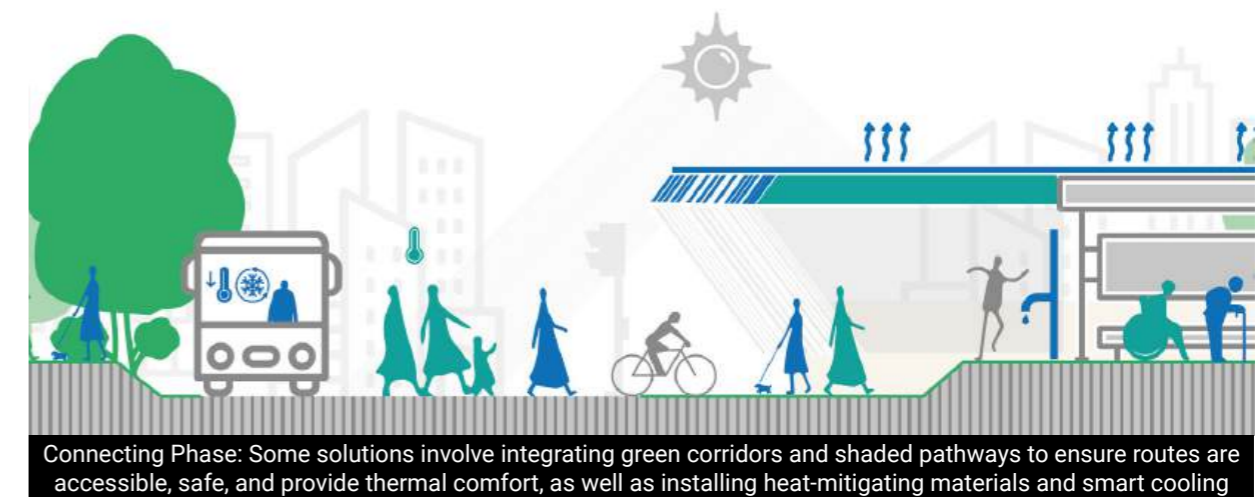 Connecting Phase: Some solutions involve integrating green corridors and shaded pathways to ensure routes are
accessible, safe, and provide thermal comfort, as well as installing heat-mitigating materials and smart cooling